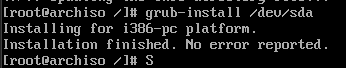 [root@archiso /]# grub-install /dev/sda
Installing for i386-pc platform.
Installation finished. No error reported.
[root@archiso /]# S